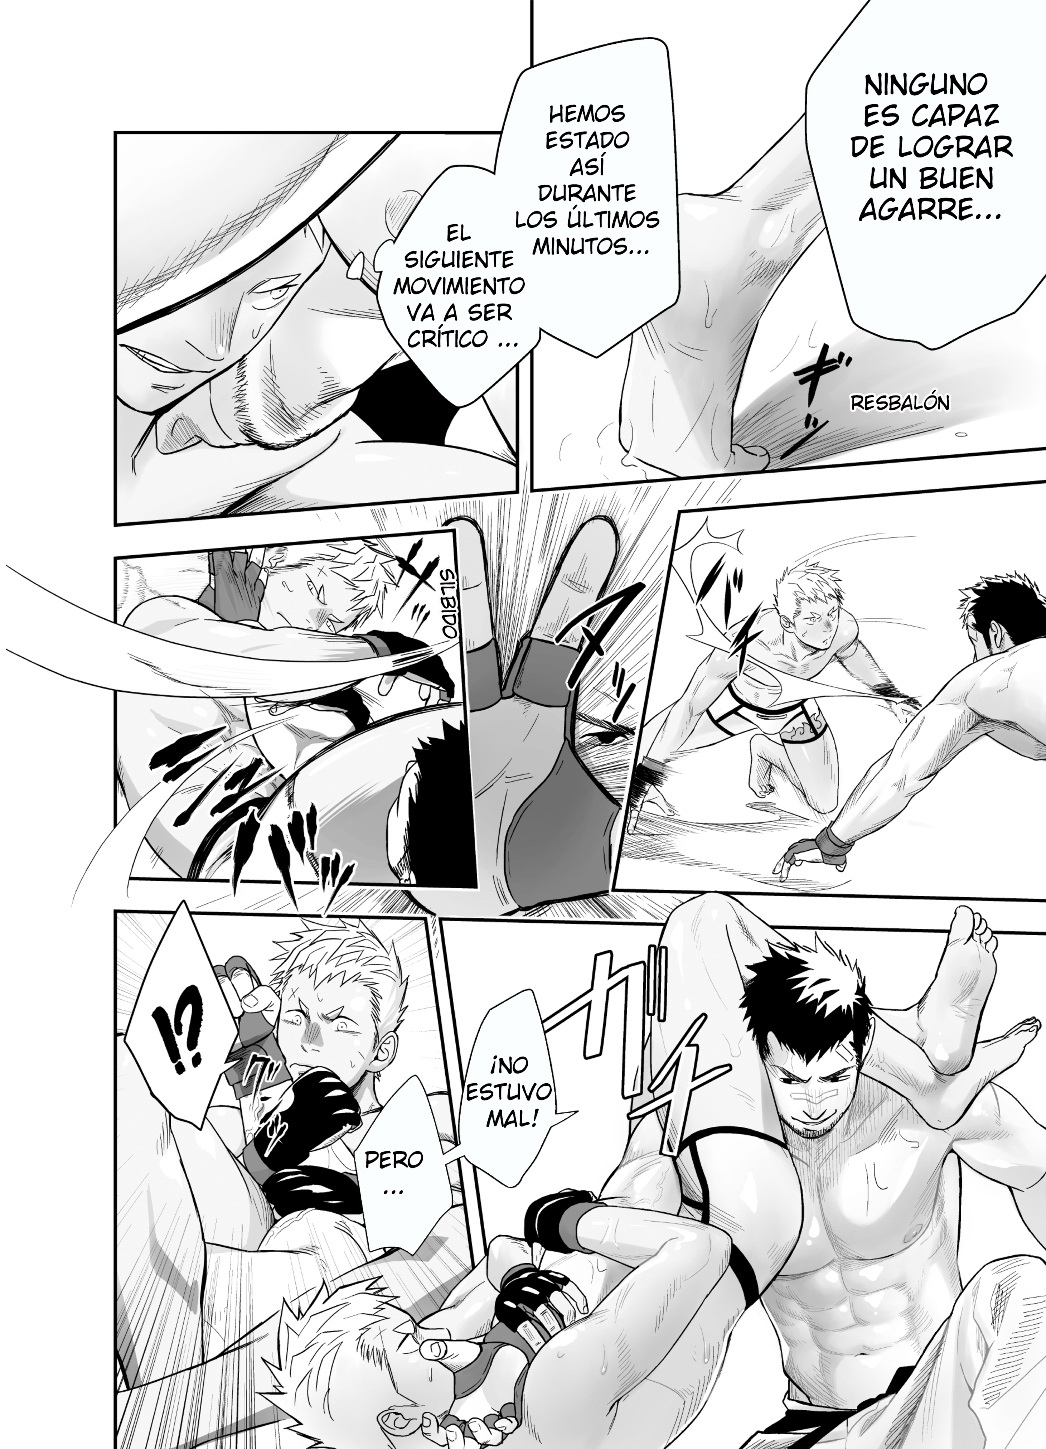 NINGUNO
ES CAPAZ
DE LOGRAR
UN BUEN
AGARRE...
HEMOS
ESTADO
ASÍ
DURANTE
LOS ÚLTIMOS
MINUTOS...
EL
SIGUIENTE
MOVIMIENTO
VA A SER
CRÍTICO ...
RESBALÓN
SILBIDO
!?
¡NO
ESTUVO
MAL!
PERO
...